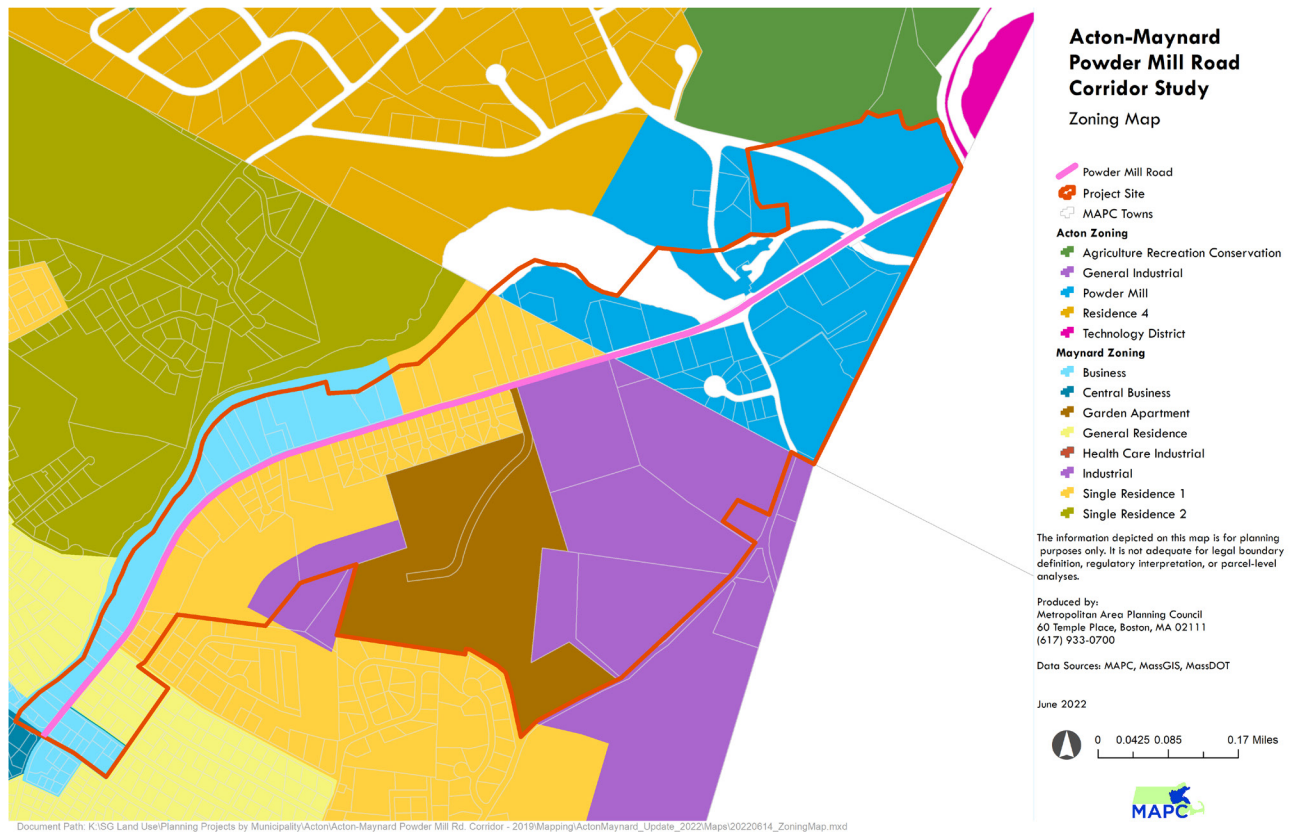 Acton-Maynard
Powder Mill Road
Corridor Study
Zoning Map
Powder Mill Road
Project Site
MAPC Towns
Acton Zoning
Agriculture Recreation Conservation
General Industrial
Powder Mill
Residence 4
Technology District
Maynard Zoning
Business
Central Business
Garden Apartment
General Residence
Health Care Industrial
Industrial
Single Residence 1
Single Residence 2
The information depicted on this map is for planning
purposes only. It is not adequate for legal boundary
definition, regulatory interpretation, or parcel-level
analyses.
Produced by:
Metropolitan Area Planning Council
60 Temple Place, Boston, MA 02111
(617) 933-0700
Data Sources: MAPC, MassGIS, MassDOT
June 2022
0 0.0425 0.085 0.17 Miles
MAPC
Document Path: K:\SG Land Use\Planning Projects by Municipality\Acton\Acton-Maynard Powder Mill Rd. Corridor - 2019\Mapping\ActonMaynard_Update_2022\Maps\20220614_ZoningMap.mxd